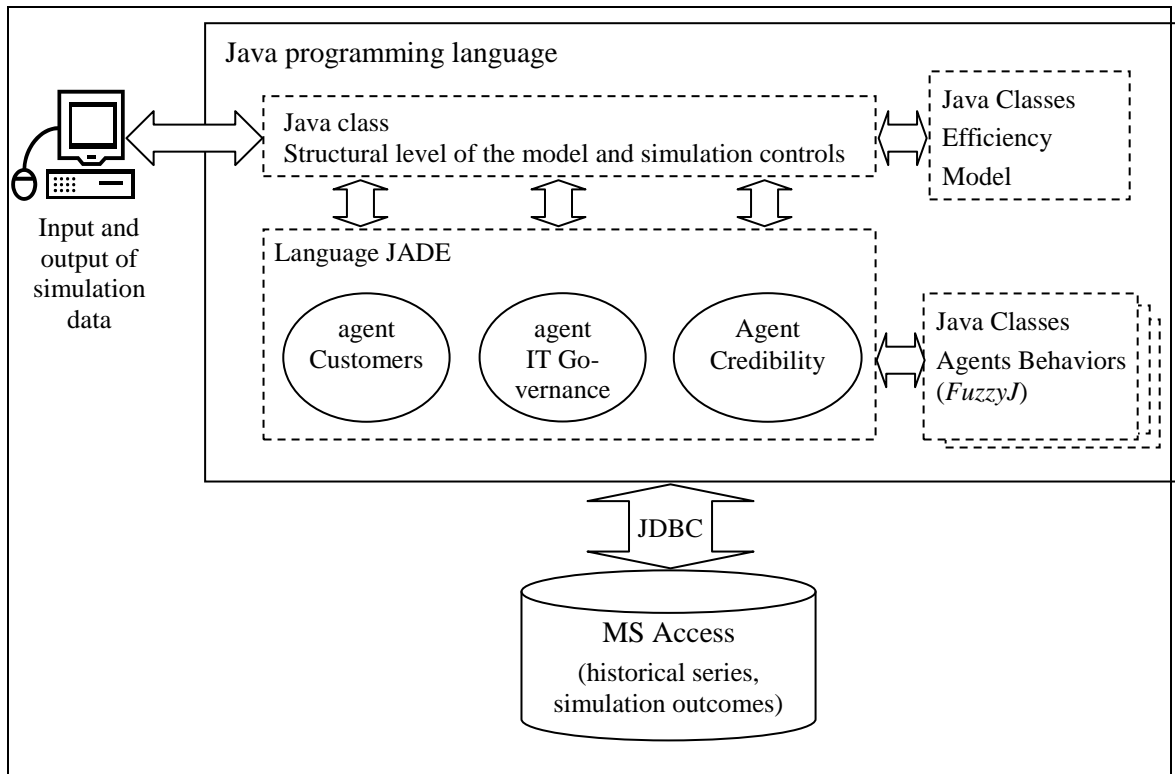 Java programming language
Java class
Structural level of the model and simulation controls
Java Classes
Efficiency
Model
Input and
output of
simulation
data
Language JADE
agent
Customers
agent
IT Go-
vernance
Agent
Credibility
Java Classes
Agents Behaviors
(FuzzyJ)
JDBC
MS Access
(historical series,
simulation outcomes)